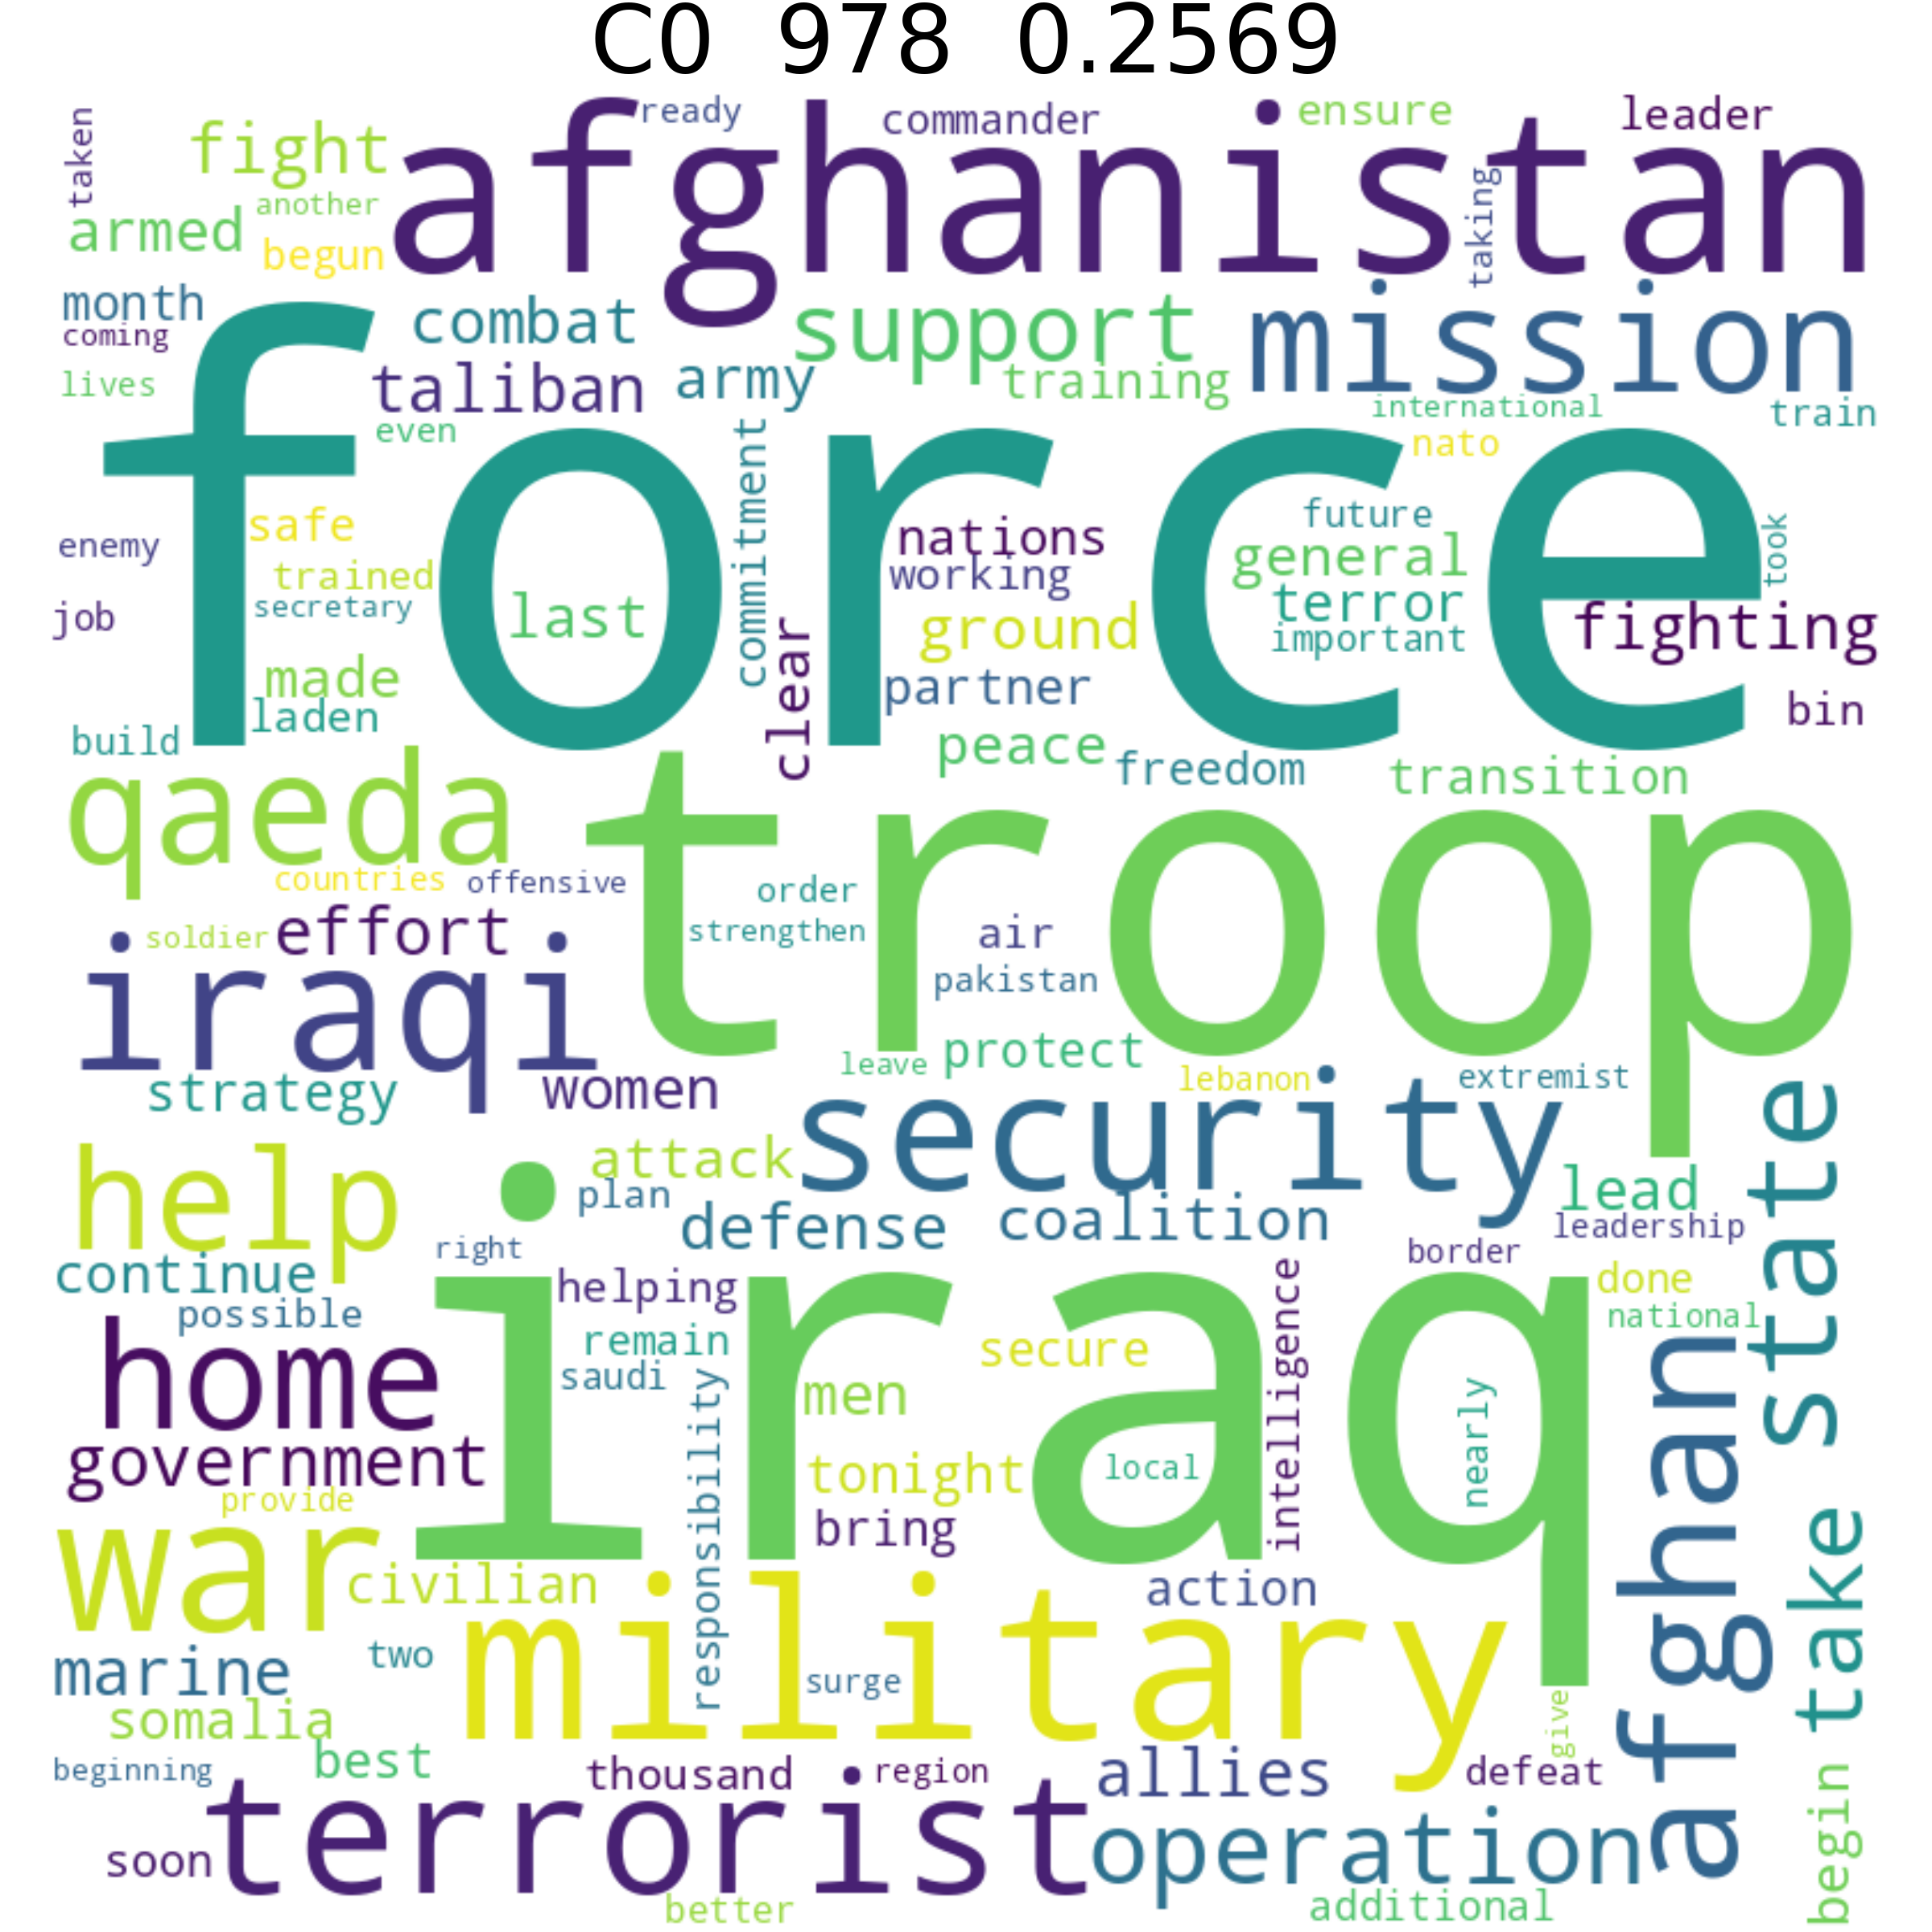 C0 978 0.2569
taken
fight
ready
commander
ensure
leader
afghanistan
another
armed
begun
taking
month
coming
combat
support
mission
lives
taliban
army
training
international
train
even
nato
force
commitment
enemy
safe
nations
future
took
trained
working
general
job
secretary
last
ground
terror
important
fighting
clear
made
laden
partner
bin
build
peace
freedom
transition
qaeda
troop
countries
offensive
order
soldier
effort
strengthen
air
iraqi
pakistan
leave
protect
strategy
women
lebanon
extremist
security
state
help
attack
plan
lead
defense
coalition
leadership
right
border
continue
helping
done
possible
national
iraq
home
remain
secure
intelligence
saudi
men
responsibility
nearly
afghan
government
tonight
local
provide
bring
war
civilian
action
take
military
marine
two
surge
somalia
give
beginning
best
thousand
region
allies
defeat
begin
terrorist
soon
operation
better
additional